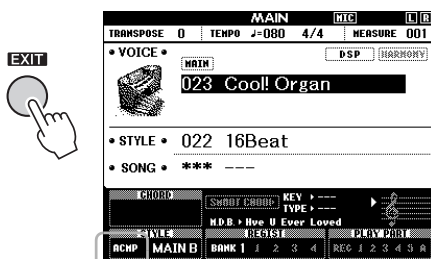 EXIT
MAIN MIC L R
TRANSPOSE 0 TEMPO ♩=080 4/4 MEASURE 001
• VOICE • DSP HARMONY
MAIN
023 Cool! Organ
• STYLE • 022 16Beat
• SONG • *** ---
CHORD SMART CHORD KEY ›---
TYPE ›---
M.D.B. › Hve U Ever Loved
STYLE REGIST PLAY PART
ACMP MAIN B BANK 1 1 2 3 4 REC 1 2 3 4 5 A